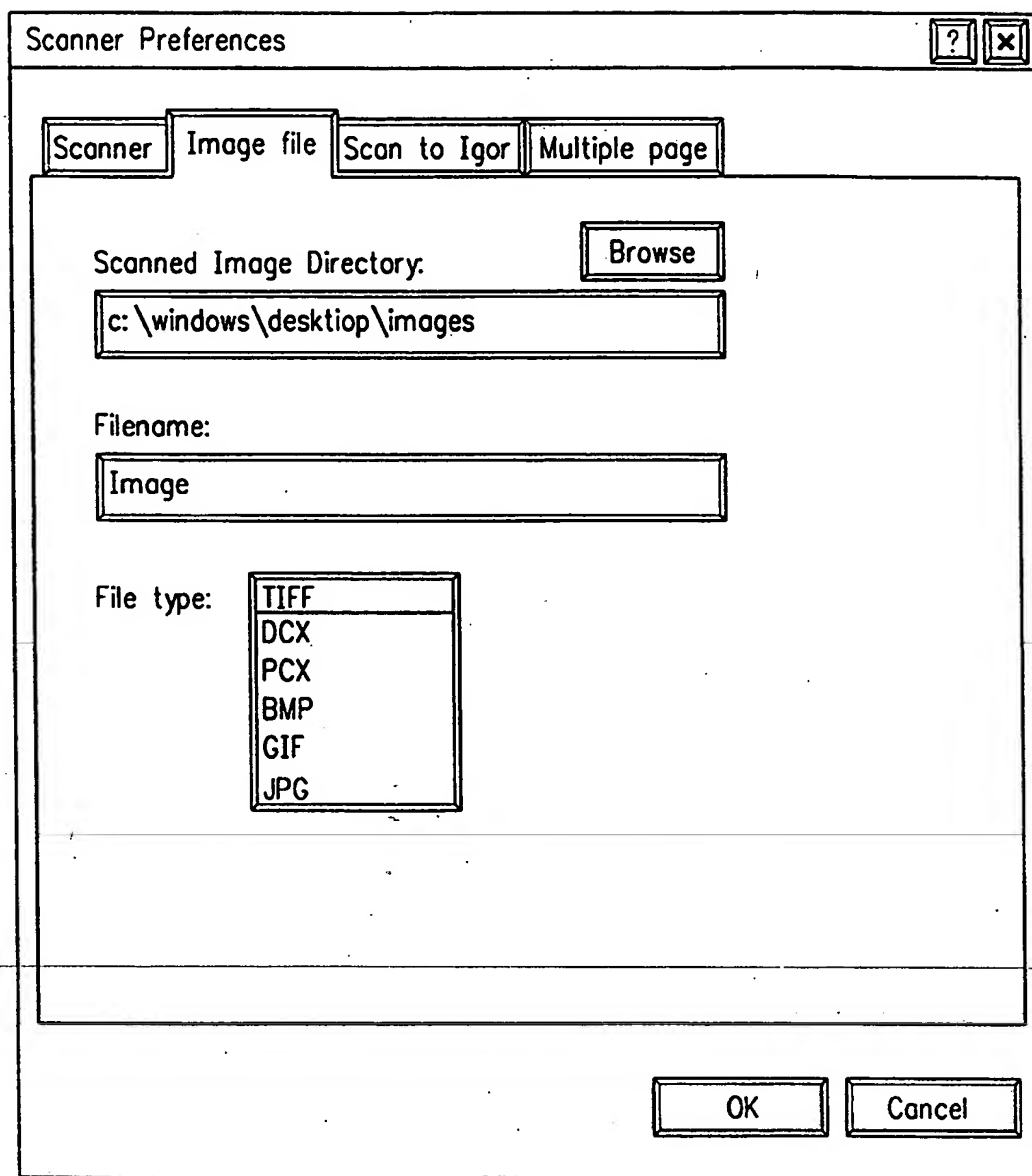 Scanner Preferences ? ×
Scanner Image file Scan to Igor Multiple page
Scanned Image Directory: Browse
c: \windows\desktiop\images
Filename:
Image
File type: TIFF
DCX
PCX
BMP
GIF
JPG
OK Cancel